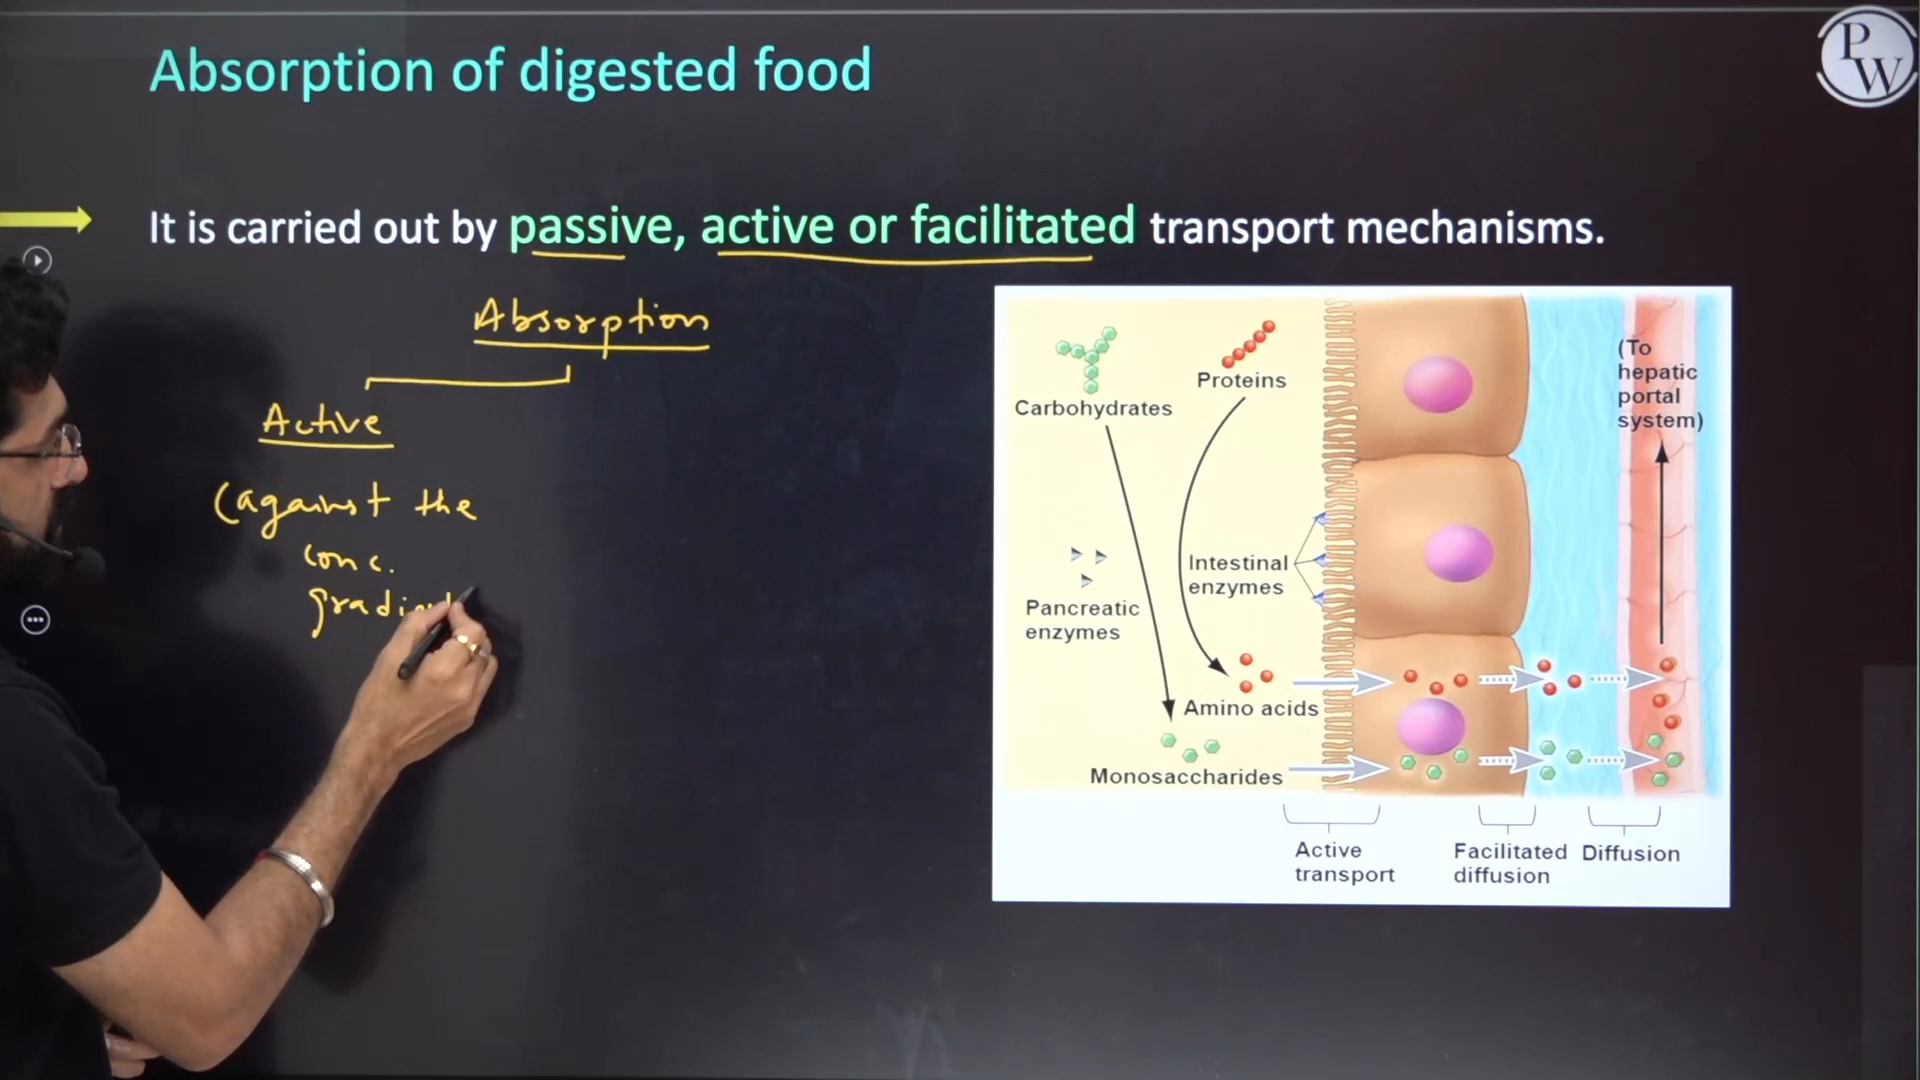 Absorption of digested food
PW
It is carried out by passive, active or facilitated transport mechanisms.
Absorption
Active
(against the
conc.
gradient
Carbohydrates
Proteins
(To
hepatic
portal
system)
Intestinal
enzymes
Pancreatic
enzymes
Amino acids
Monosaccharides
Active
transport
Facilitated
diffusion
Diffusion